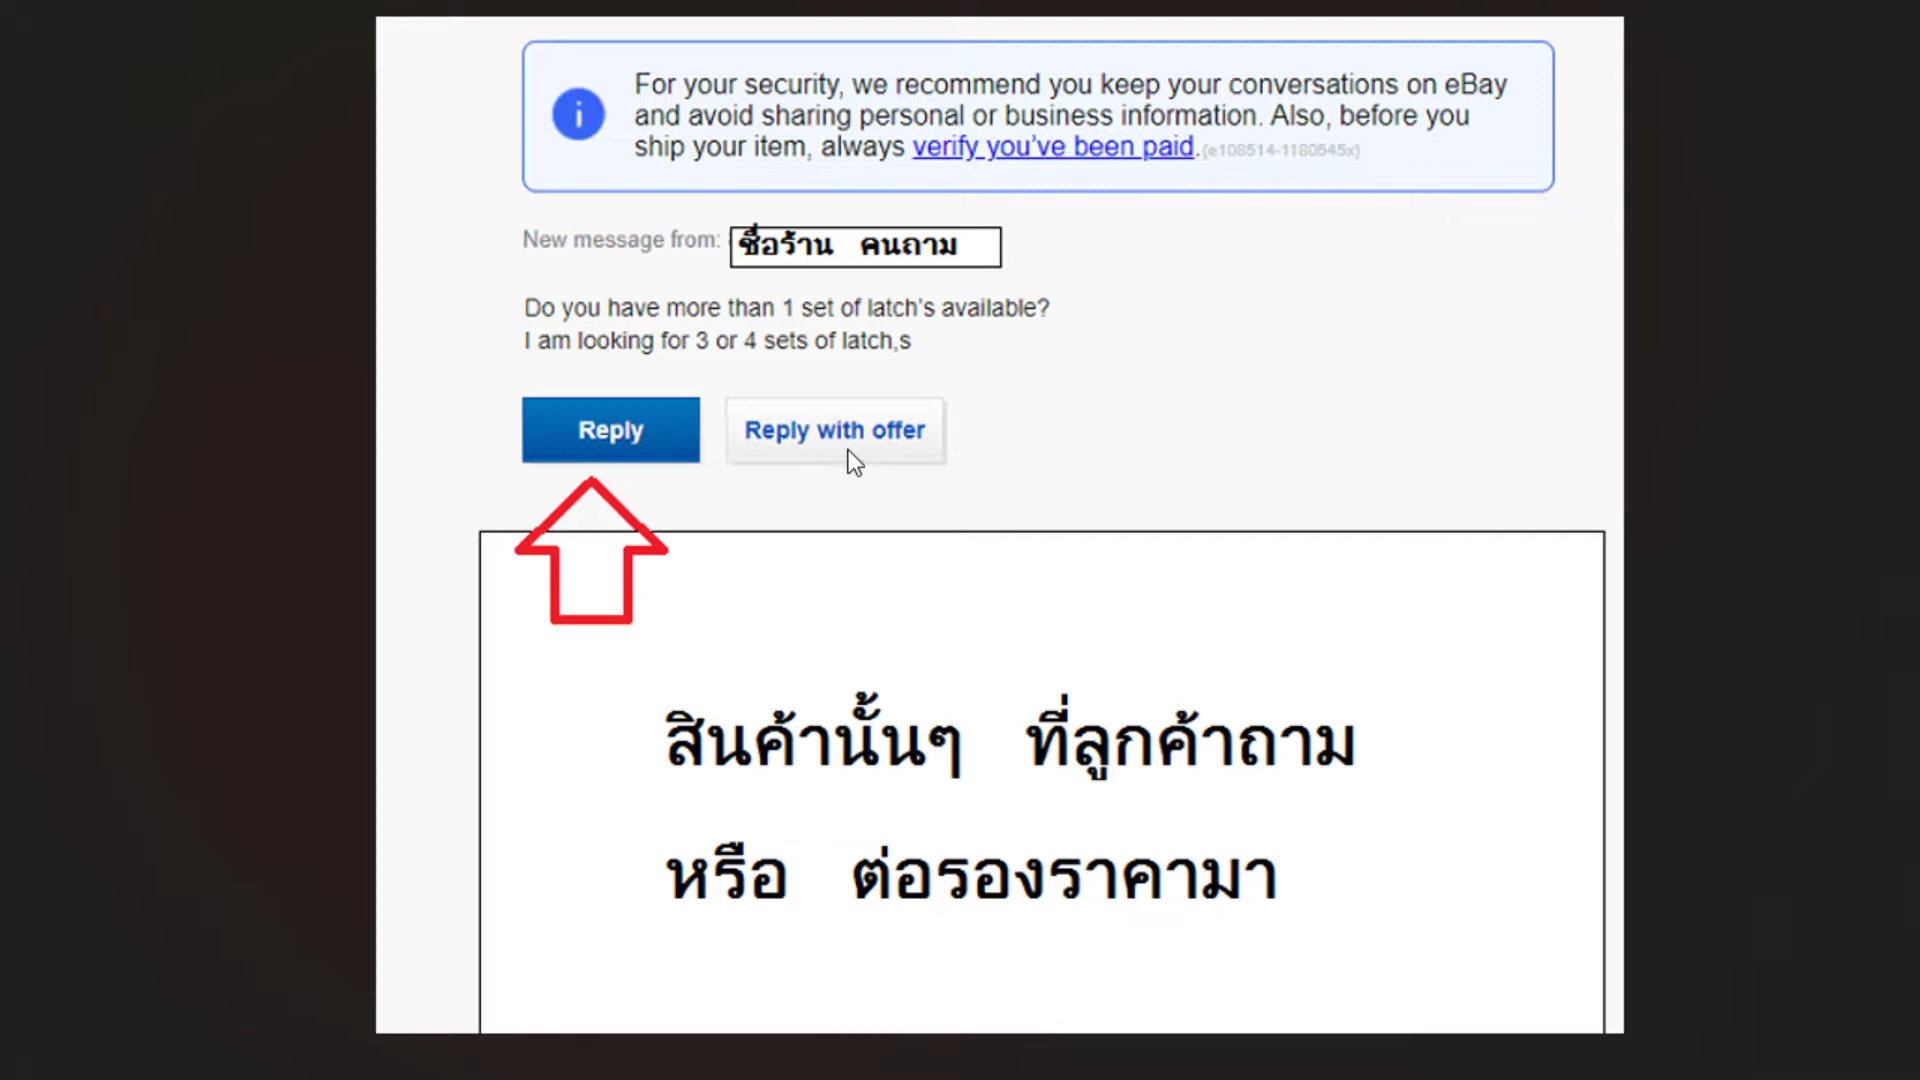 For your security, we recommend you keep your conversations on eBay
and avoid sharing personal or business information. Also, before you
ship your item, always verify you've been paid.(e108514-1180545x)
New message from: ชื่อร้าน คนถาม
Do you have more than 1 set of latch's available?
I am looking for 3 or 4 sets of latch,s
Reply Reply with offer
สินค้านั้นๆ ที่ลูกค้าถาม
หรือ ต่อรองราคามา